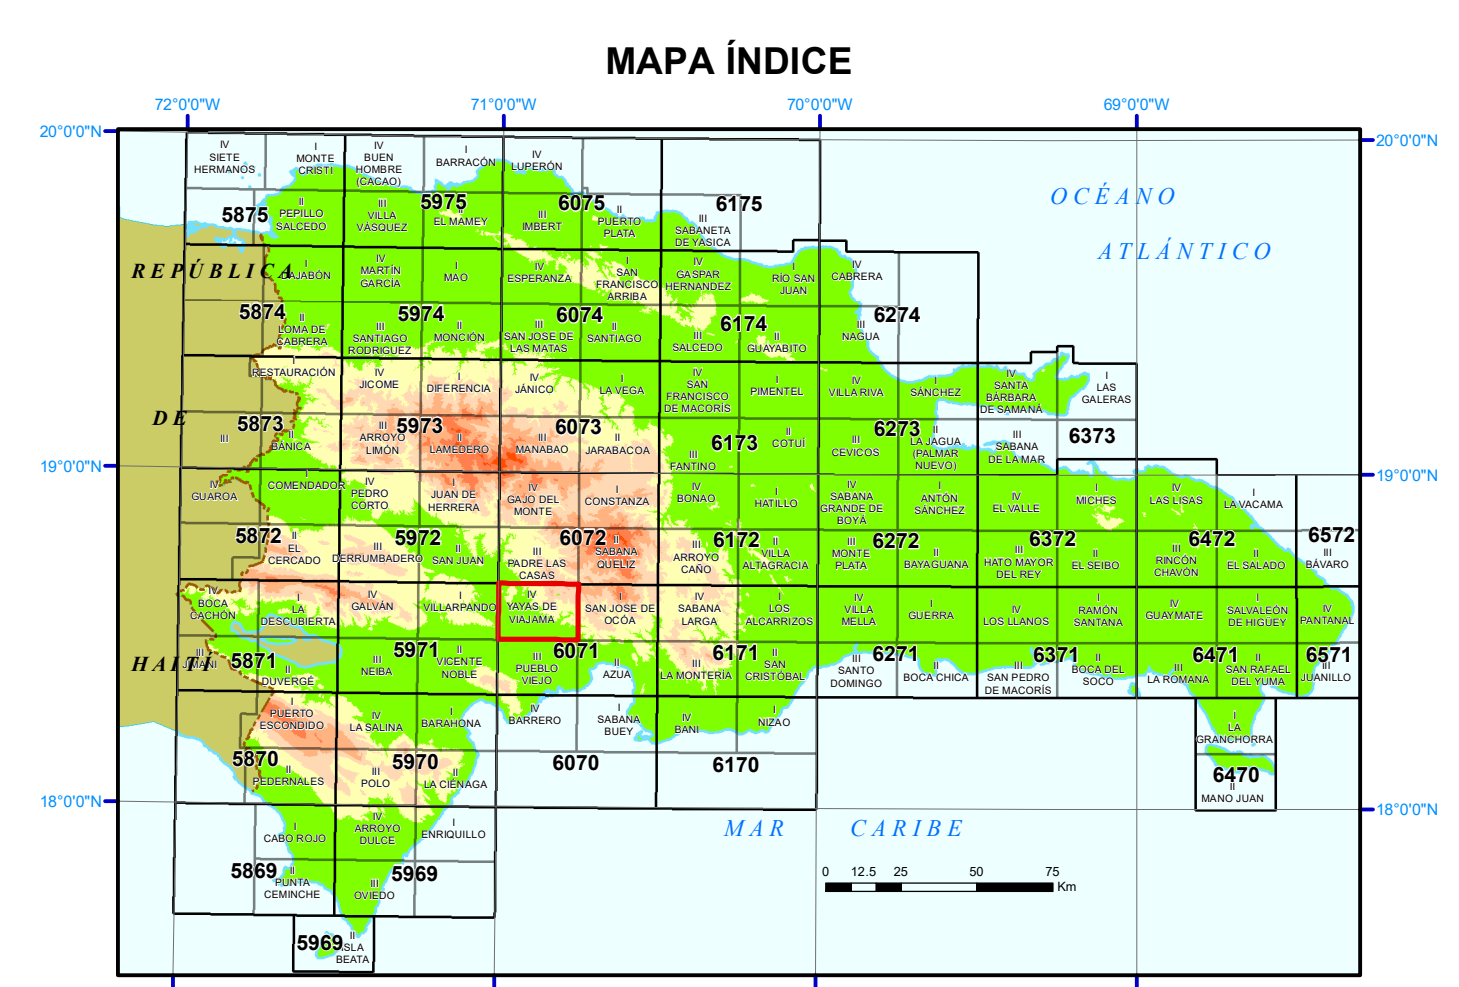 MAPA ÍNDICE
72°0'0"W
71°0'0"W
70°0'0"W
69°0'0"W
20°0'0"N
20°0'0"N
OCÉANO
ATLÁNTICO
IV
SIETE
HERMANOS
I
MONTE
CRISTI
IV
BUEN
HOMBRE
(CACAO)
I
BARRACÓN
IV
LUPERÓN
5875
II
PEPILLO
SALCEDO
III
VILLA
VÁSQUEZ
5975
II
EL MAMEY
III
IMBERT
6075
II
PUERTO
PLATA
III
SABANETA
DE YASICA
6175
REPÚBLICA
I
DAJABÓN
IV
MARTÍN
GARCÍA
I
MAO
IV
ESPERANZA
I
SAN
FRANCISCO
ARRIBA
IV
GASPAR
HERNANDEZ
I
RÍO SAN
JUAN
IV
CABRERA
5874
II
LOMA DE
CABRERA
III
SANTIAGO
RODRIGUEZ
5974
II
MONCIÓN
III
SAN JOSE DE
LAS MATAS
6074
II
SANTIAGO
III
SALCEDO
6174
II
GUAYABITO
III
NAGUA
6274
I
RESTAURACIÓN
IV
JICOME
I
DIFERENCIA
IV
JÁNICO
I
LA VEGA
IV
SAN
FRANCISCO
DE MACORÍS
I
PIMENTEL
IV
VILLA RIVA
I
SÁNCHEZ
IV
SANTA
BÁRBARA
DE SAMANÁ
I
LAS
GALERAS
DE
III
5873
II
BÁNICA
III
ARROYO
LIMÓN
5973
II
LAMEDERO
III
MANABAO
6073
II
JARABACOA
III
FANTINO
6173
II
COTUÍ
III
CEVICOS
6273
II
LA JAGUA
(PALMAR
NUEVO)
III
SABANA
DE LA MAR
6373
19°0'0"N
19°0'0"N
IV
GUAROA
I
COMENDADOR
IV
PEDRO
CORTO
I
JUAN DE
HERRERA
IV
GAJO DEL
MONTE
I
CONSTANZA
IV
BONAO
I
HATILLO
IV
SABANA
GRANDE DE
BOYÁ
I
ANTÓN
SÁNCHEZ
IV
EL VALLE
I
MICHES
IV
LAS LISAS
I
LA VACAMA
5872
II
EL
CERCADO
III
DERRUMBADERO
5972
II
SAN JUAN
III
PADRE LAS
CASAS
6072
II
SABANA
QUELIZ
III
ARROYO
CAÑO
6172
II
VILLA
ALTAGRACIA
III
MONTE
PLATA
6272
II
BAYAGUANA
III
HATO MAYOR
DEL REY
6372
II
EL SEIBO
III
RINCÓN
CHAVÓN
6472
II
EL SALADO
6572
III
BÁVARO
IV
BOCA
CACHÓN
I
LA
DESCUBIERTA
IV
GALVÁN
I
VILLARPANDO
IV
YAYAS DE
VIAJAMA
I
SAN JOSE DE
OCÓA
IV
SABANA
LARGA
I
LOS
ALCARRIZOS
IV
VILLA
MELLA
I
GUERRA
IV
LOS LLANOS
I
RAMÓN
SANTANA
IV
GUAYMATE
I
SALVALEÓN
DE HIGÜEY
IV
PANTANAL
HAITÍ
III
JIMANÍ
5871
II
DUVERGÉ
III
NEIBA
5971
II
VICENTE
NOBLE
III
PUEBLO
VIEJO
6071
II
AZUA
III
LA MONTERÍA
6171
II
SAN
CRISTÓBAL
III
SANTO
DOMINGO
6271
II
BOCA CHICA
III
SAN PEDRO
DE MACORÍS
6371
II
BOCA DEL
SOCO
III
LA ROMANA
6471
II
SAN RAFAEL
DEL YUMA
6571
III
JUANILLO
I
PUERTO
ESCONDIDO
IV
LA SALINA
I
BARAHONA
IV
BARRERO
I
SABANA
BUEY
IV
BANI
I
NIZAO
I
LA
GRANCHORRA
5870
II
PEDERNALES
III
POLO
5970
II
LA CIÉNAGA
6070
6170
6470
II
MANO JUAN
18°0'0"N
18°0'0"N
MAR CARIBE
I
CABO ROJO
IV
ARROYO
DULCE
I
ENRIQUILLO
5869
II
PUNTA
CEMINCHE
III
OVIEDO
5969
0 12.5 25 50 75
Km
5969
II
ISLA
BEATA